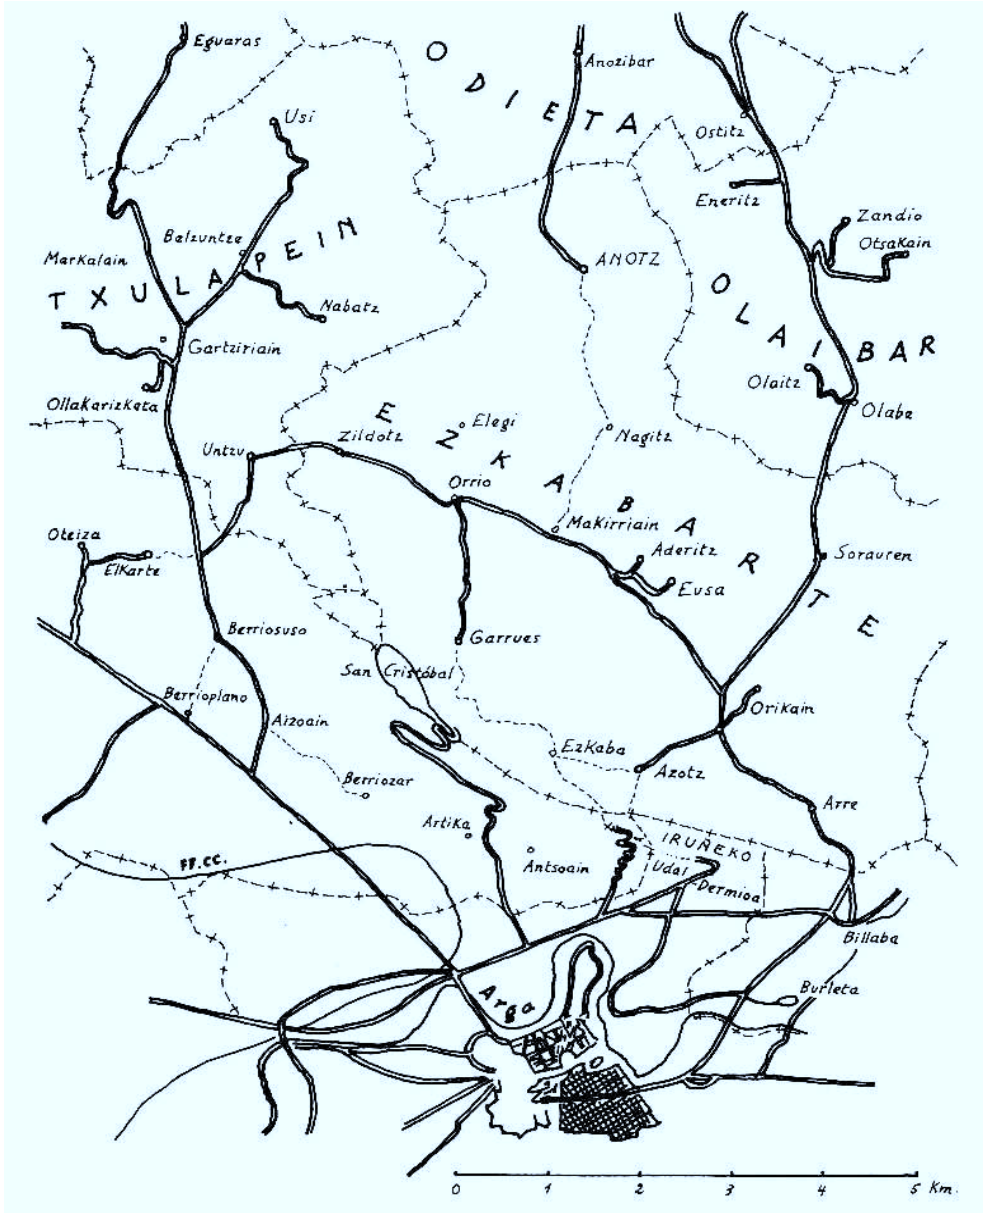 Eguaras
ODIETA
Anozibar
Usi
Ostitz
Eneritz
Zandio
Otsakain
Balzuntze
Markalain
TXULAPEIN
ANOTZ
Nabatz
OLAIBAR
Gartziriain
Olaitz
Ollakarizketa
Olabe
EZKABARTE
Elegi
Zildotz
Nagitz
Untzu
Orrio
Makirriain
Oteiza
Aderitz
Sorauren
Elkarte
Eusa
Berriosuso
Garrues
San Cristóbal
Berrioplano
Orikain
Aizoain
Ezkaba
Azotz
Berriozar
Arre
Artika
IRUÑEKO
FF.CC.
Antsoain
Udal
Dermioa
Billaba
Burleta
Arga
0 1 2 3 4 5 Km.